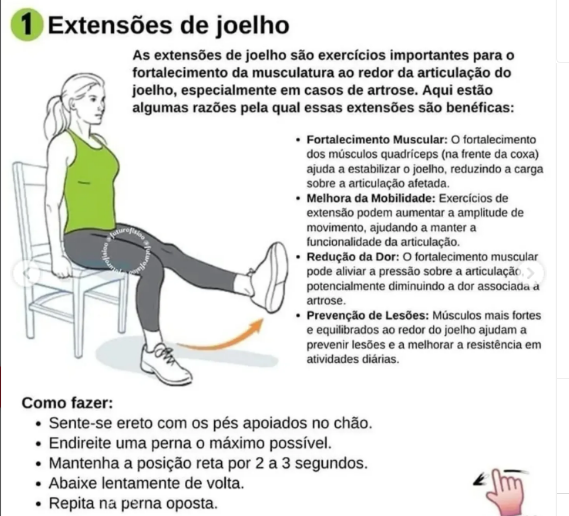 1 Extensões de joelho
As extensões de joelho são exercícios importantes para o
fortalecimento da musculatura ao redor da articulação do
joelho, especialmente em casos de artrose. Aqui estão
algumas razões pela qual essas extensões são benéficas:
• Fortalecimento Muscular: O fortalecimento
dos músculos quadríceps (na frente da coxa)
ajuda a estabilizar o joelho, reduzindo a carga
sobre a articulação afetada.
• Melhora da Mobilidade: Exercícios de
extensão podem aumentar a amplitude de
movimento, ajudando a manter a
funcionalidade da articulação.
• Redução da Dor: O fortalecimento muscular
pode aliviar a pressão sobre a articulação,
potencialmente diminuindo a dor associada à
artrose.
• Prevenção de Lesões: Músculos mais fortes
e equilibrados ao redor do joelho ajudam a
prevenir lesões e a melhorar a resistência em
atividades diárias.
Como fazer:
• Sente-se ereto com os pés apoiados no chão.
• Endireite uma perna o máximo possível.
• Mantenha a posição reta por 2 a 3 segundos.
• Abaixe lentamente de volta.
• Repita na perna oposta.